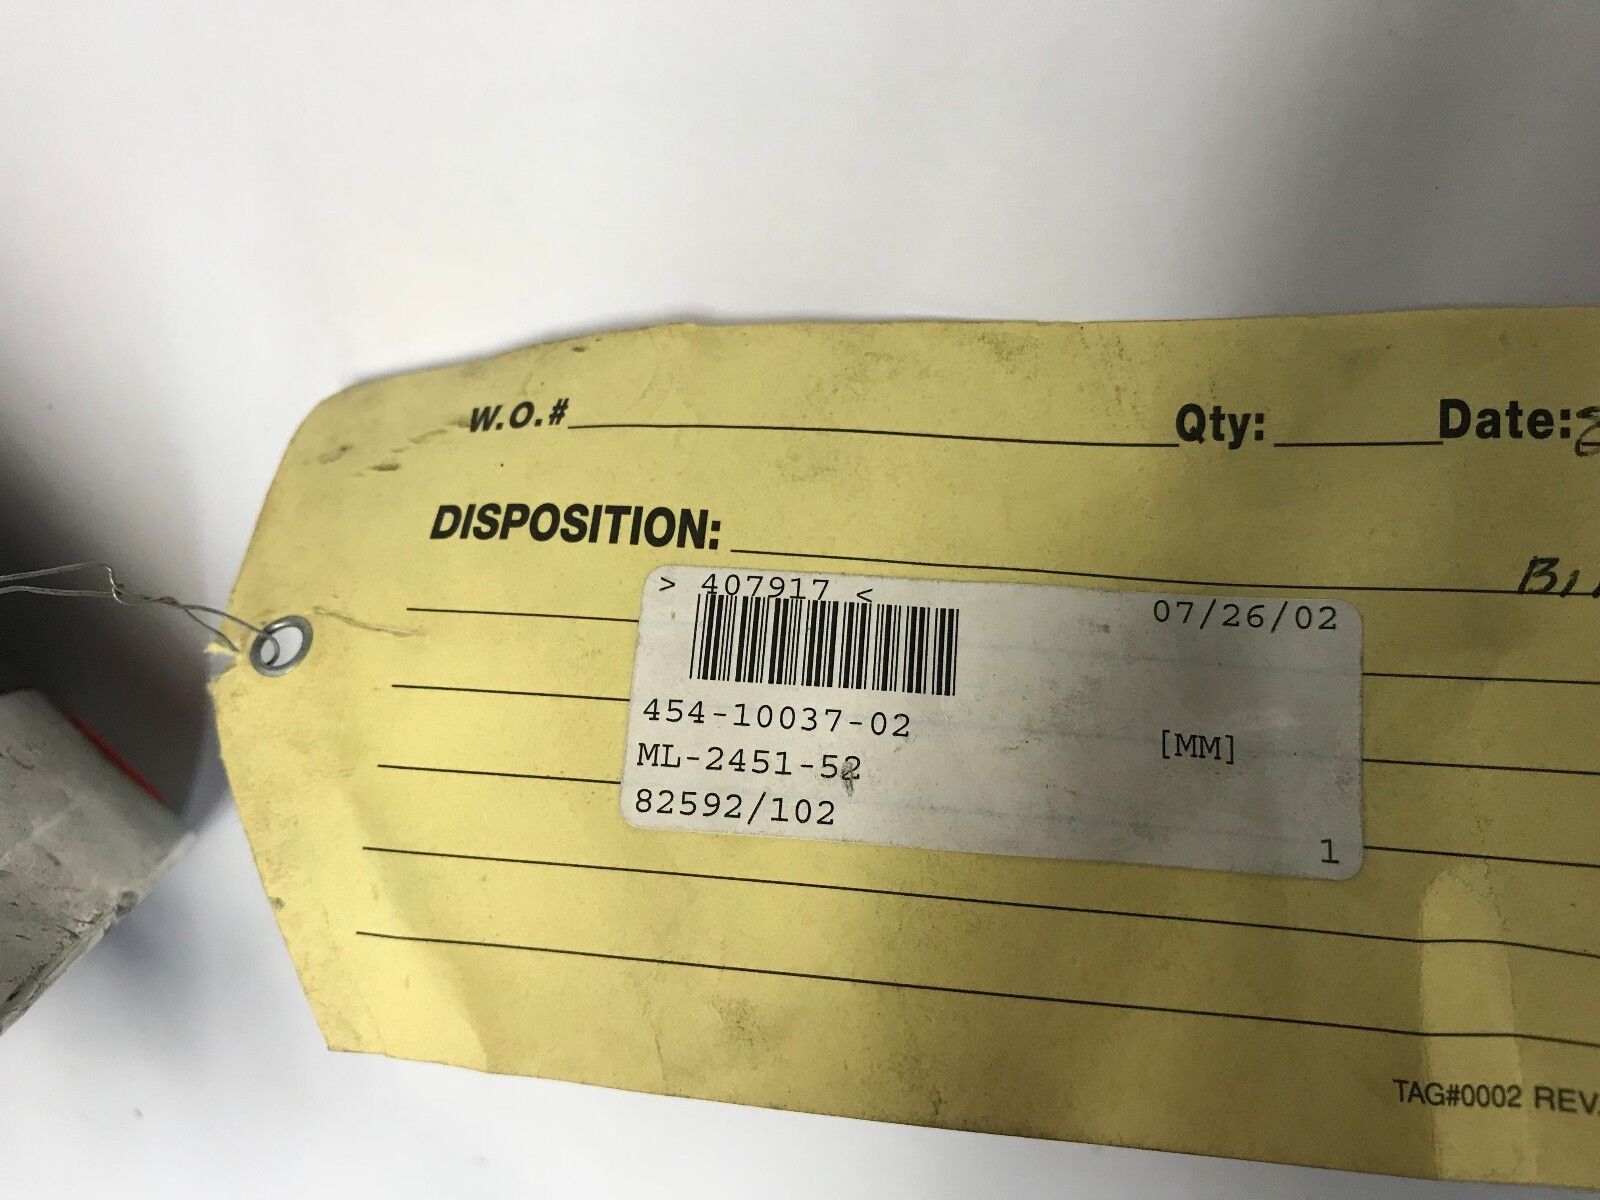 W.O.# Qty: Date:
DISPOSITION:
> 407917 < 07/26/02
454-10037-02
[MM]
ML-2451-52
82592/102
1
TAG#0002 REV.